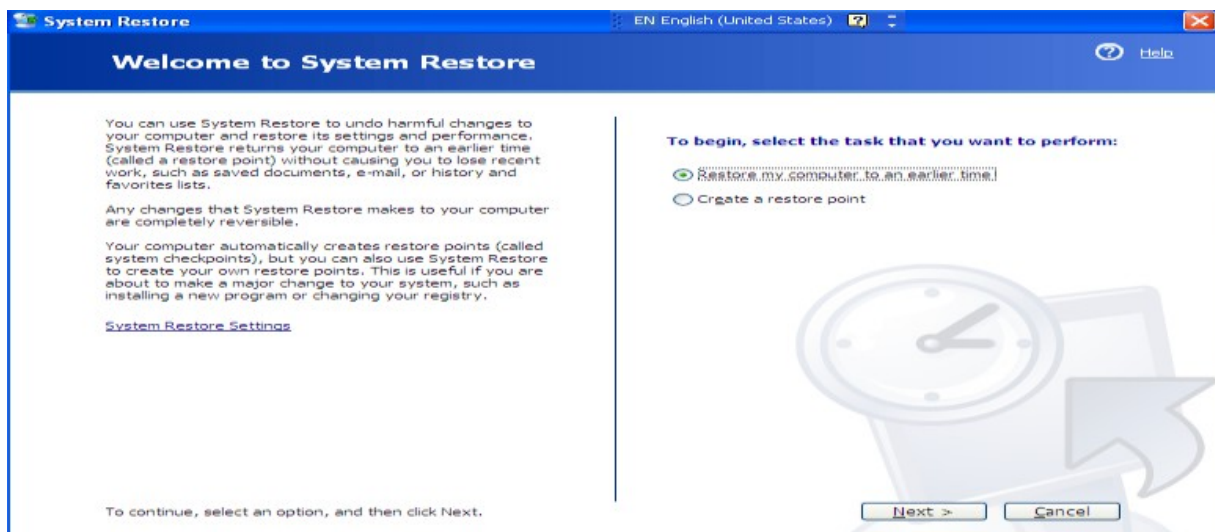 System Restore
EN English (United States)
Welcome to System Restore
Help
You can use System Restore to undo harmful changes to
your computer and restore its settings and performance.
System Restore returns your computer to an earlier time
(called a restore point) without causing you to lose recent
work, such as saved documents, e-mail, or history and
favorites lists.
Any changes that System Restore makes to your computer
are completely reversible.
Your computer automatically creates restore points (called
system checkpoints), but you can also use System Restore
to create your own restore points. This is useful if you are
about to make a major change to your system, such as
installing a new program or changing your registry.
System Restore Settings
To continue, select an option, and then click Next.
To begin, select the task that you want to perform:
Restore my computer to an earlier time
Create a restore point
Next >
Cancel